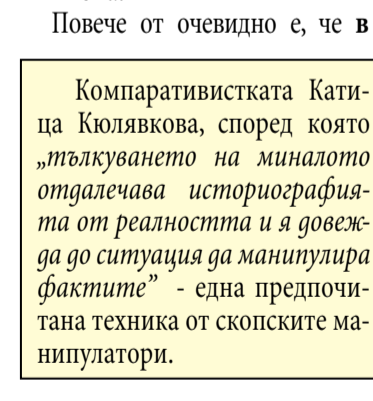 Повече от очевидно е, че в
Компаративистката Кати-
ца Кюлявкова, според която
„тълкуването на миналото
отдалечава историография-
та от реалността и я довеж-
да до ситуация да манипулира
фактите” - една предпочи-
тана техника от скопските ма-
нипулатори.